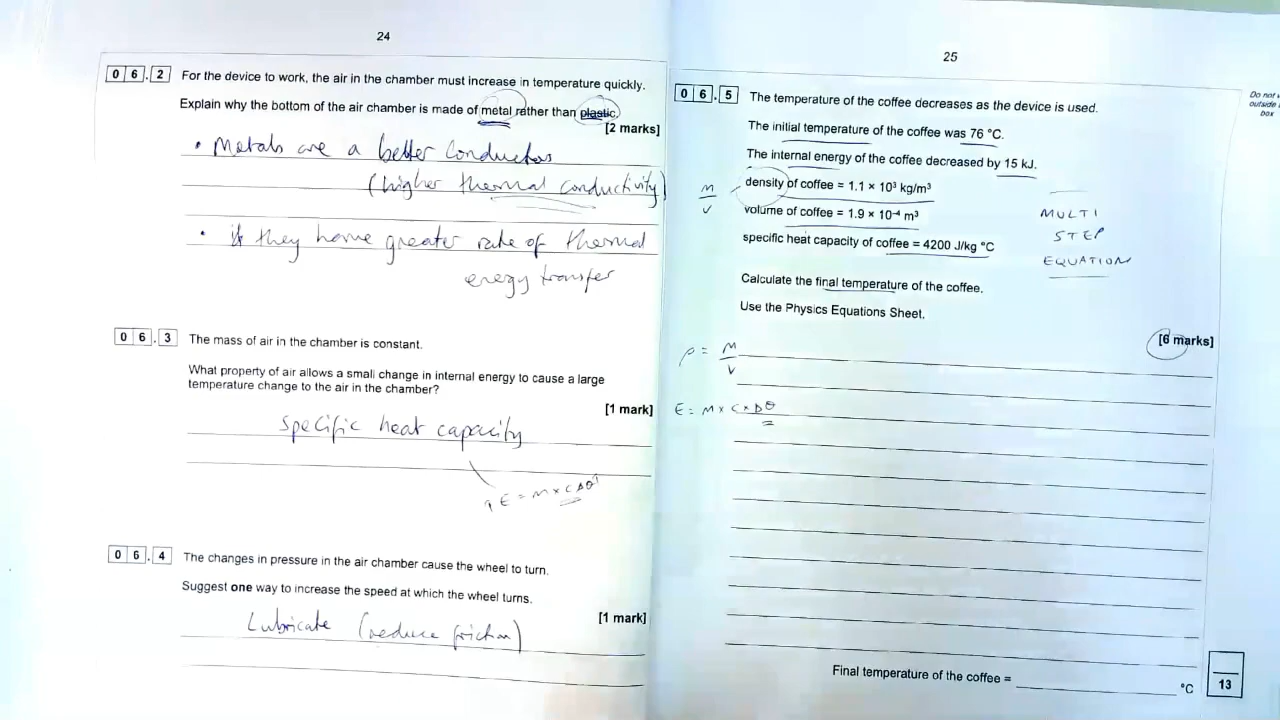 24
0 6 . 2 For the device to work, the air in the chamber must increase in temperature quickly.
Explain why the bottom of the air chamber is made of metal rather than plastic.
[2 marks]
• Metals are a better conductors
(higher thermal conductivity)
• they have greater rate of thermal
energy transfer
0 6 . 3 The mass of air in the chamber is constant.
What property of air allows a small change in internal energy to cause a large
temperature change to the air in the chamber?
[1 mark]
specific heat capacity
E = M × C Δθ
0 6 . 4 The changes in pressure in the air chamber cause the wheel to turn.
Suggest one way to increase the speed at which the wheel turns.
[1 mark]
Lubricate (reduce friction)
25
Do not w
outside
box
0 6 . 5 The temperature of the coffee decreases as the device is used.
The initial temperature of the coffee was 76 °C.
The internal energy of the coffee decreased by 15 kJ.
density of coffee = 1.1 × 10³ kg/m³
M
V
volume of coffee = 1.9 × 10⁻⁴ m³
specific heat capacity of coffee = 4200 J/kg °C
MULTI
STEP
EQUATION
Calculate the final temperature of the coffee.
Use the Physics Equations Sheet.
[6 marks]
ρ = M
V
E = M × C × Δθ
Final temperature of the coffee = °C
13